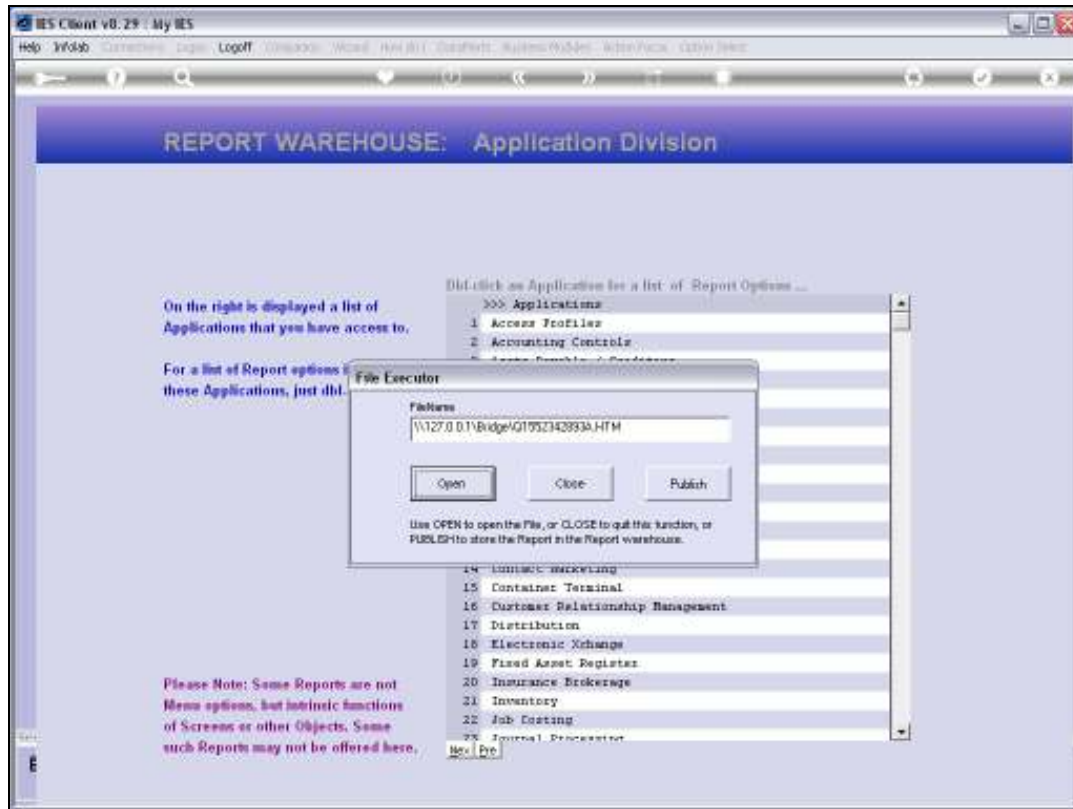 IES Client v8.29 : My IES
Help Infolab Logoff
REPORT WAREHOUSE: Application Division
Dbl-click an Application for a list of Report Options ...
On the right is displayed a list of
Applications that you have access to.
For a list of Report options
these Applications, just dbl-
>>> Applications
1 Access Profiles
2 Accounting Controls
File Executor
FileName
\\127.0.0.1\Bridge\Q1552342893A.HTM
Open Close Publish
Use OPEN to open the File, or CLOSE to quit this function, or
PUBLISH to store the Report in the Report warehouse.
14 Contact Marketing
15 Container Terminal
16 Customer Relationship Management
17 Distribution
18 Electronic Xchange
19 Fixed Asset Register
20 Insurance Brokerage
21 Inventory
22 Job Costing
23 Journal Processing
Please Note: Some Reports are not
Menu options, but intrinsic functions
of Screens or other Objects. Some
such Reports may not be offered here.
Nex Pre